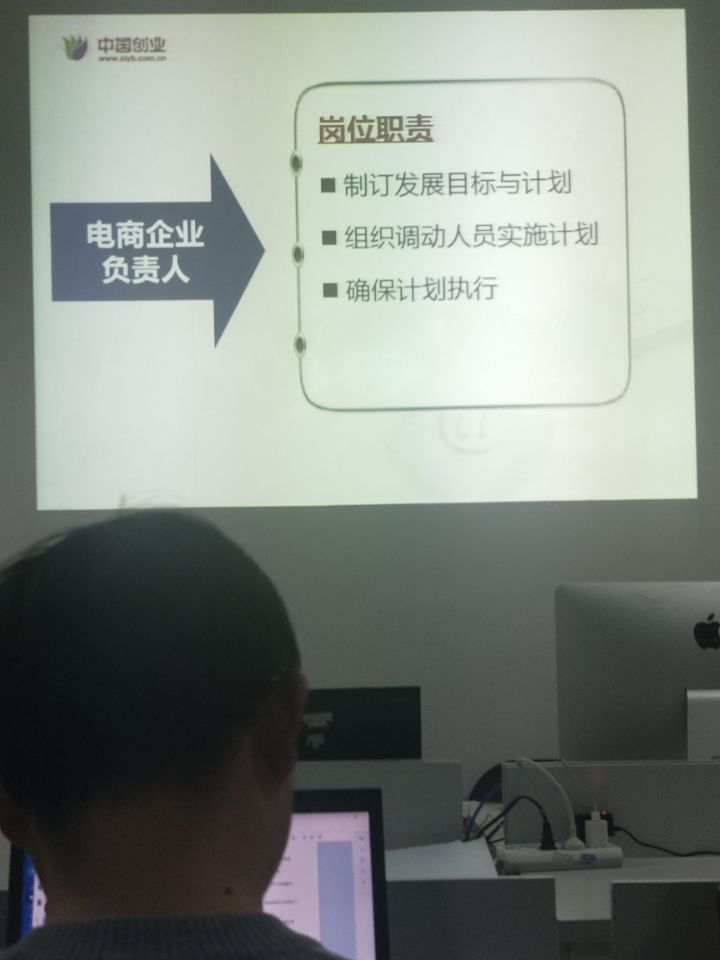 中国创业
www.siyb.com.cn
电商企业
负责人
岗位职责
■ 制订发展目标与计划
■ 组织调动人员实施计划
■ 确保计划执行